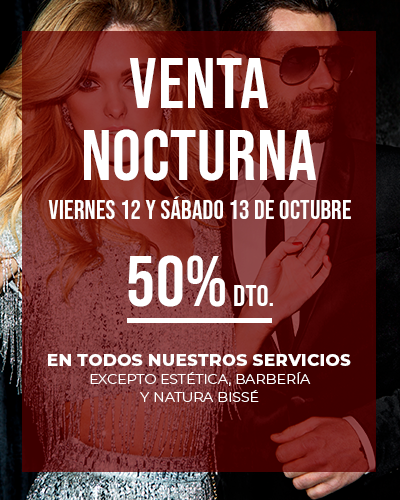 VENTA
NOCTURNA
VIERNES 12 Y SÁBADO 13 DE OCTUBRE
50% DTO.
EN TODOS NUESTROS SERVICIOS
EXCEPTO ESTÉTICA, BARBERÍA
Y NATURA BISSÉ